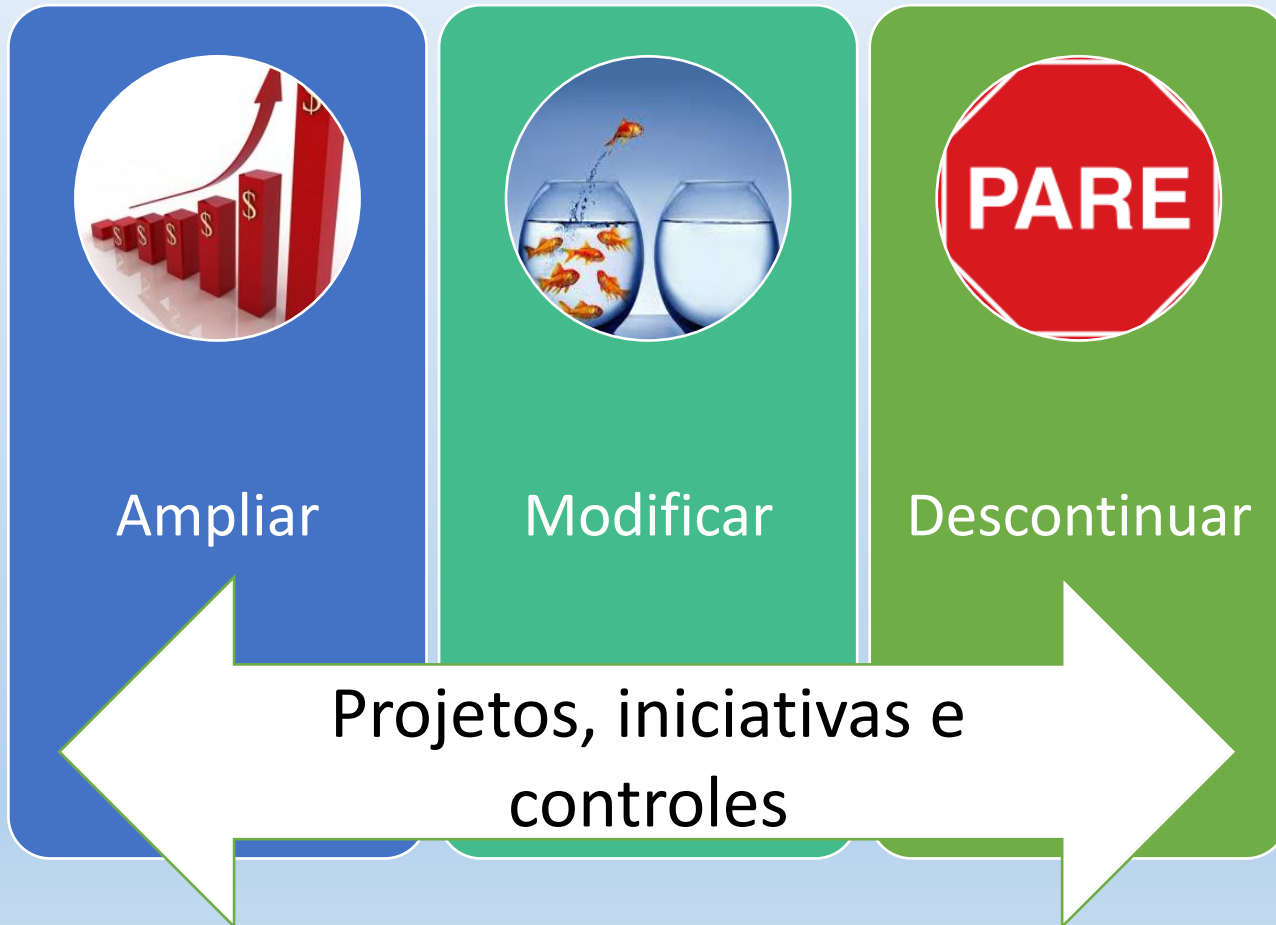 $
$
$
$
$
$
PARE
Ampliar
Modificar
Descontinuar
Projetos, iniciativas e
controles